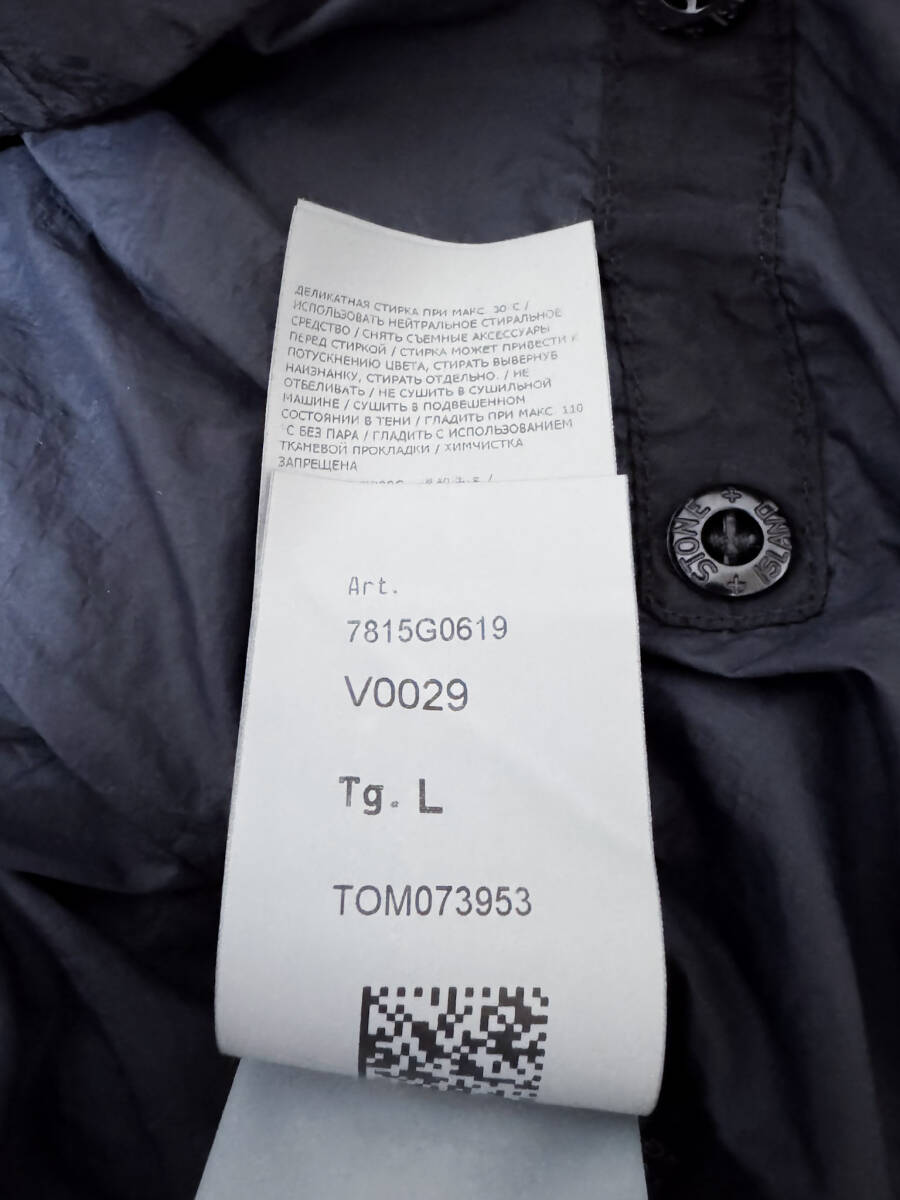 ДЕЛИКАТНАЯ СТИРКА ПРИ МАКС. 30°C /
ИСПОЛЬЗОВАТЬ НЕЙТРАЛЬНОЕ СТИРАЛЬНОЕ
СРЕДСТВО / СНЯТЬ СЪЕМНЫЕ АКСЕССУАРЫ
ПЕРЕД СТИРКОЙ / СТИРКА МОЖЕТ ПРИВЕСТИ К
ПОТУСКНЕНИЮ ЦВЕТА, СТИРАТЬ ВЫВЕРНУВ
НАИЗНАНКУ, СТИРАТЬ ОТДЕЛЬНО. / НЕ
ОТБЕЛИВАТЬ / НЕ СУШИТЬ В СУШИЛЬНОЙ
МАШИНЕ / СУШИТЬ В ПОДВЕШЕННОМ
СОСТОЯНИИ В ТЕНИ / ГЛАДИТЬ ПРИ МАКС. 110
°C БЕЗ ПАРА / ГЛАДИТЬ С ИСПОЛЬЗОВАНИЕМ
ТКАНЕВОЙ ПРОКЛАДКИ / ХИМЧИСТКА
ЗАПРЕЩЕНА
STONE ISLAND
Art.
7815G0619
V0029
Tg. L
TOM073953